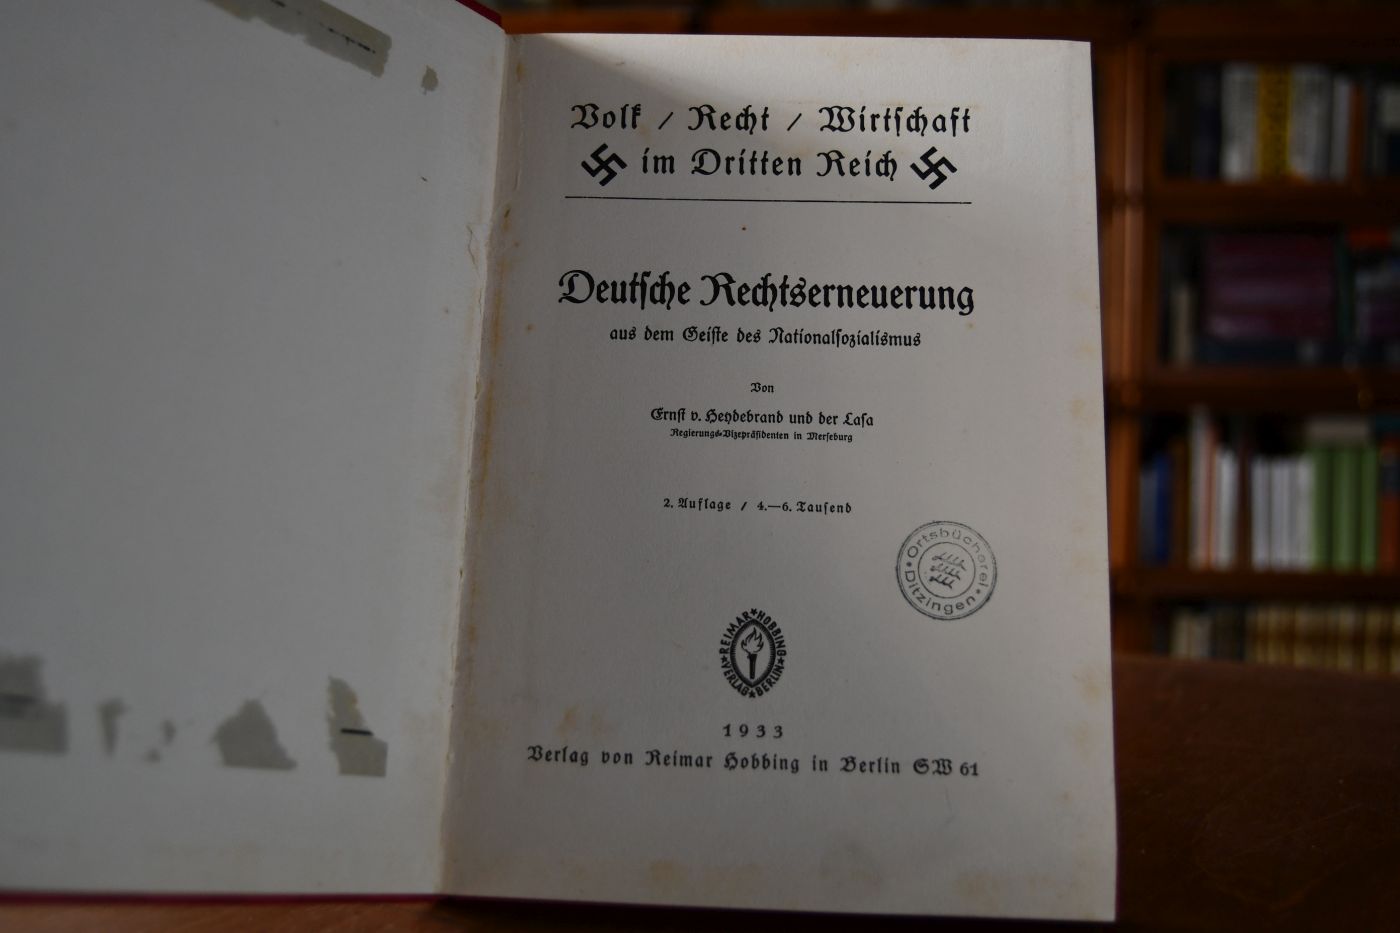 Volk / Recht / Wirtschaft
im Dritten Reich
Deutsche Rechtserneuerung
aus dem Geiste des Nationalsozialismus
Von
Ernst v. Heydebrand und der Lasa
Regierungs-Vizepräsidenten in Merseburg
2. Auflage / 4.—6. Tausend
Ortsbücherei
Ditzingen
REIMAR HOBBING
VERLAG BERLIN
1933
Verlag von Reimar Hobbing in Berlin SW 61